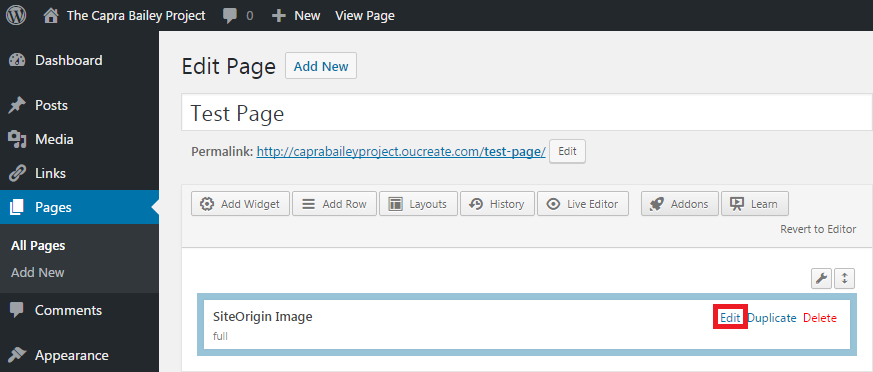 The Capra Bailey Project 0 + New View Page
Dashboard
Posts
Media
Links
Pages
All Pages
Add New
Comments
Appearance
Edit Page Add New
Test Page
Permalink: http://caprabaileyproject.oucreate.com/test-page/ Edit
Add Widget Add Row Layouts History Live Editor Addons Learn
Revert to Editor
SiteOrigin Image Edit Duplicate Delete
full